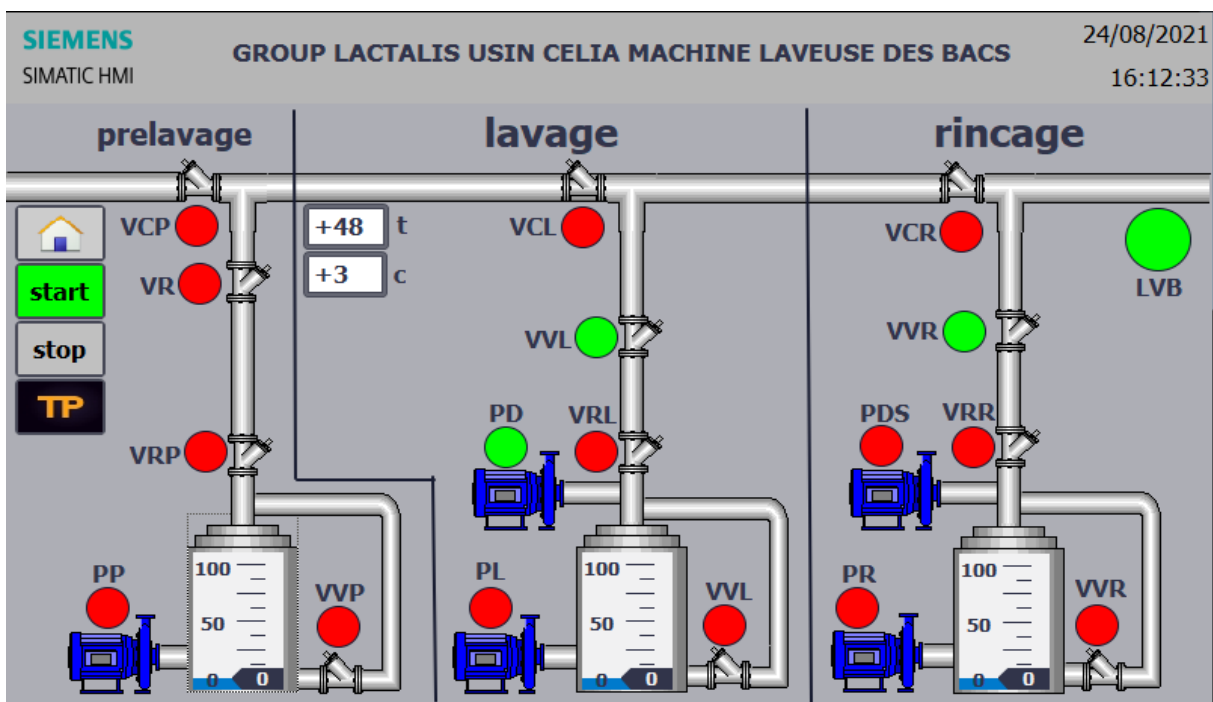 SIEMENS
SIMATIC HMI
GROUP LACTALIS USIN CELIA MACHINE LAVEUSE DES BACS
24/08/2021
16:12:33
prelavage
lavage
rincage
VCP
+48 t
VCL
VCR
VR
+3 c
LVB
start
VVL
VVR
stop
TP
PD
VRL
PDS
VRR
VRP
PP
100
50
0
0
VVP
PL
100
50
0
0
VVL
PR
100
50
0
0
VVR